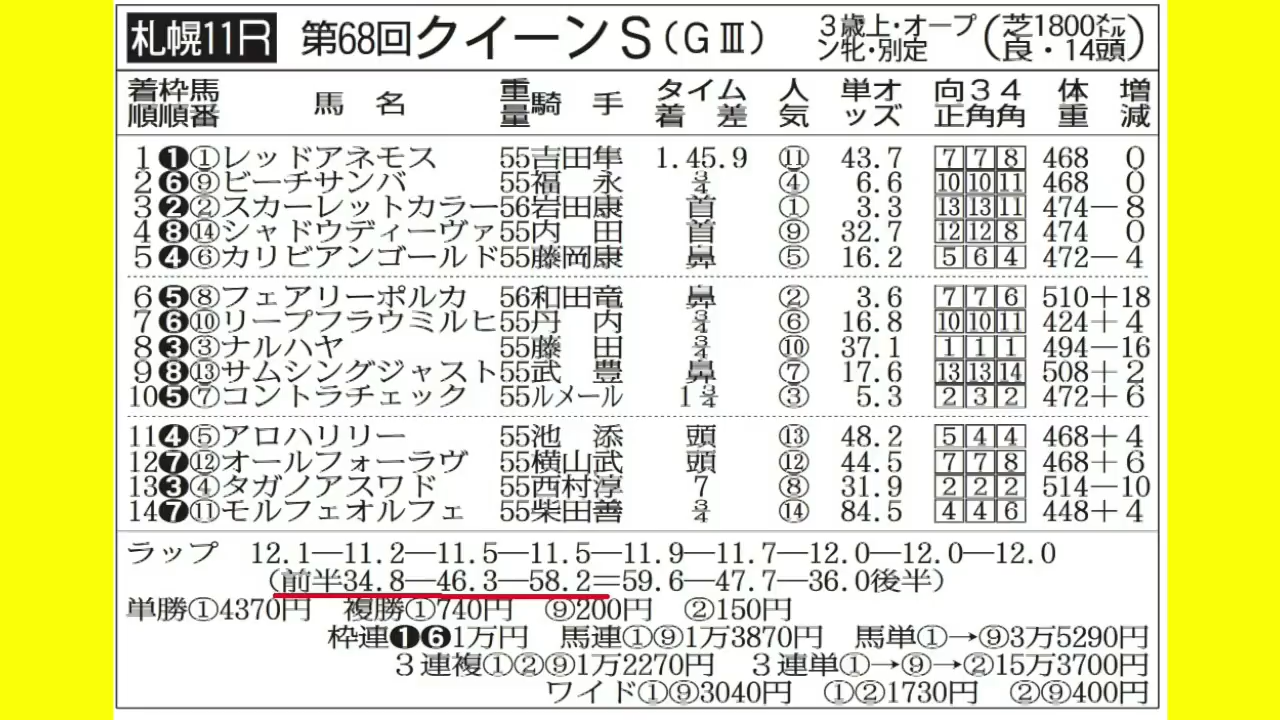 札幌11R 第68回クイーンS(GⅢ) 3歳上・オープン牝・別定 (芝1800メートル 良・14頭)
着順 枠順 馬番 馬名 重量 騎手 タイム着差 人気 単オッズ 向正 3角 4角 体重 増減
1 ❶ ① レッドアネモス 55 吉田隼 1.45.9 ⑪ 43.7 7 7 8 468 0
2 ❻ ⑨ ビーチサンバ 55 福永 ¾ ④ 6.6 10 10 11 468 0
3 ❷ ② スカーレットカラー 56 岩田康 首 ① 3.3 13 13 11 474－8
4 ❽ ⑭ シャドウディーヴァ 55 内田 首 ⑨ 32.7 12 12 8 474 0
5 ❹ ⑥ カリビアンゴールド 55 藤岡康 鼻 ⑤ 16.2 5 6 4 472－4
6 ❺ ⑧ フェアリーポルカ 56 和田竜 鼻 ② 3.6 7 7 6 510＋18
7 ❻ ⑩ リープフラウミルヒ 55 丹内 ¾ ⑥ 16.8 10 10 11 424＋4
8 ❸ ③ ナルハヤ 55 藤田 ¾ ⑩ 37.1 1 1 1 494－16
9 ❽ ⑬ サムシングジャスト 55 武豊 鼻 ⑦ 17.6 13 13 14 508＋2
10 ❺ ⑦ コントラチェック 55 ルメール 1¾ ③ 5.3 2 3 2 472＋6
11 ❹ ⑤ アロハリリー 55 池添 頭 ⑬ 48.2 5 4 4 468＋4
12 ❼ ⑫ オールフォーラヴ 55 横山武 頭 ⑫ 44.5 7 7 8 468＋6
13 ❸ ④ タガノアスワド 55 西村淳 7 ⑧ 31.9 2 2 2 514－10
14 ❼ ⑪ モルフェオルフェ 55 柴田善 ¾ ⑭ 84.5 4 4 6 448＋4
ラップ 12.1―11.2―11.5―11.5―11.9―11.7―12.0―12.0―12.0
(前半34.8―46.3―58.2＝59.6―47.7―36.0後半)
単勝①4370円 複勝①740円 ⑨200円 ②150円
枠連❶❻1万円 馬連①⑨1万3870円 馬単①→⑨3万5290円
3連複①②⑨1万2270円 3連単①→⑨→②15万3700円
ワイド①⑨3040円 ①②1730円 ②⑨400円